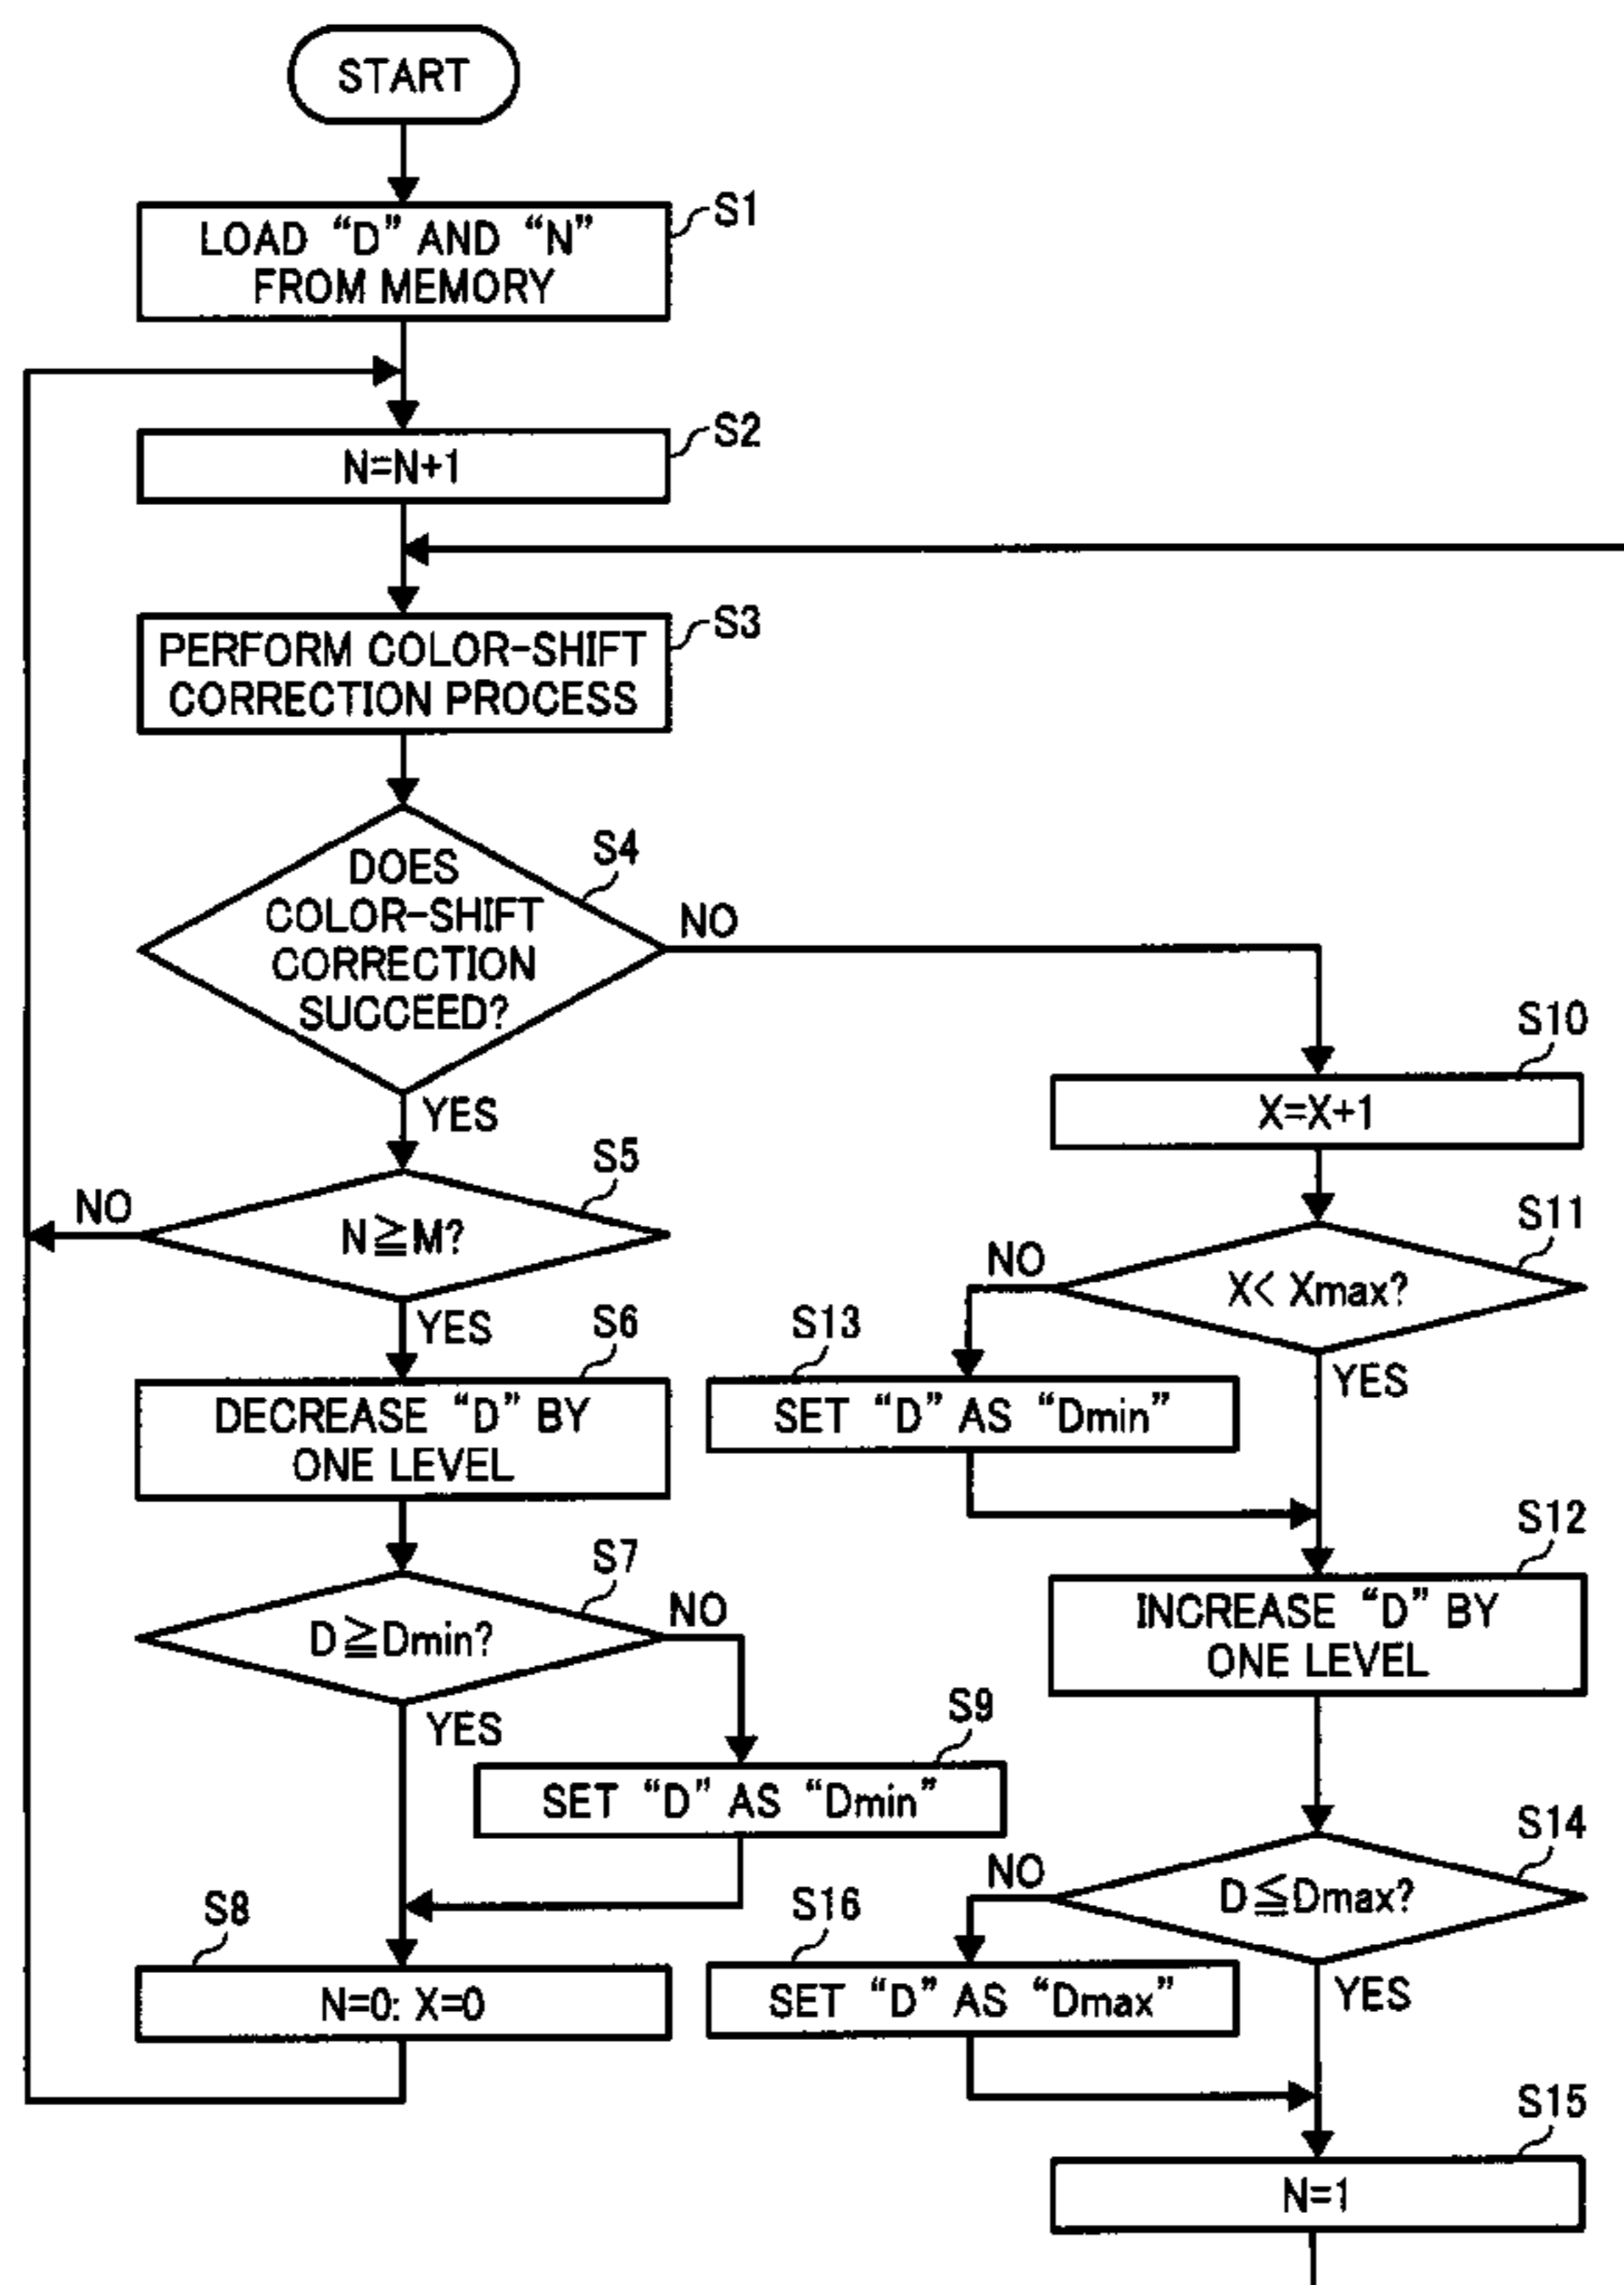 START
S1
LOAD “D” AND “N”
FROM MEMORY
S2
N=N+1
S3
PERFORM COLOR-SHIFT
CORRECTION PROCESS
S4
DOES
COLOR-SHIFT
CORRECTION
SUCCEED?
NO
YES
S5
N≧M?
NO
YES
S6
DECREASE “D” BY
ONE LEVEL
S7
D≧Dmin?
NO
YES
S9
SET “D” AS “Dmin”
S8
N=0: X=0
S10
X=X+1
S11
X< Xmax?
NO
YES
S13
SET “D” AS “Dmin”
S12
INCREASE “D” BY
ONE LEVEL
S14
D≦Dmax?
NO
YES
S16
SET “D” AS “Dmax”
S15
N=1